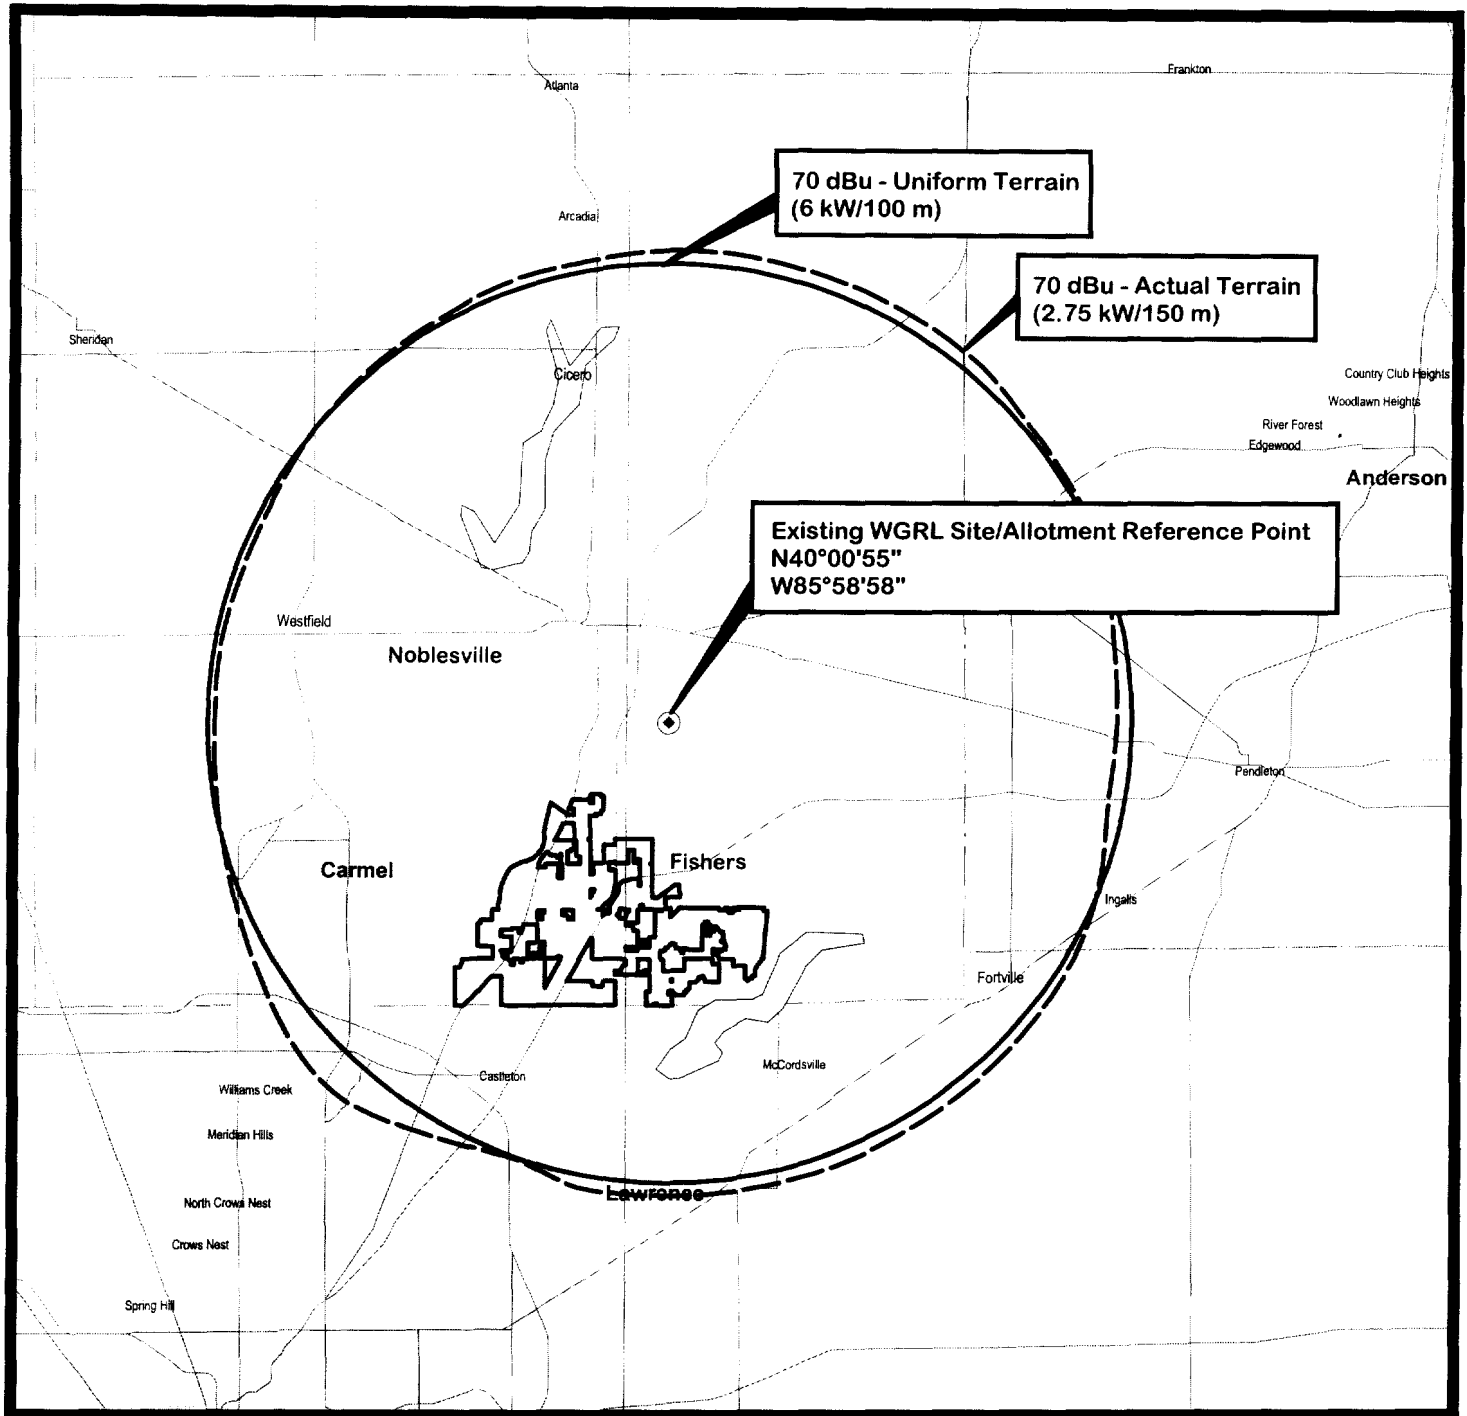 Frankton
Atlanta
70 dBu - Uniform Terrain
(6 kW/100 m)
Arcadia
70 dBu - Actual Terrain
(2.75 kW/150 m)
Sheridan
Cicero
Country Club Heights
Woodlawn Heights
River Forest
Edgewood
Anderson
Existing WGRL Site/Allotment Reference Point
N40°00'55"
W85°58'58"
Westfield
Noblesville
Pendleton
Fishers
Carmel
Ingalls
Fortville
McCordsville
Castleton
Williams Creek
Meridian Hills
Lawrence
North Crows Nest
Crows Nest
Spring Hill